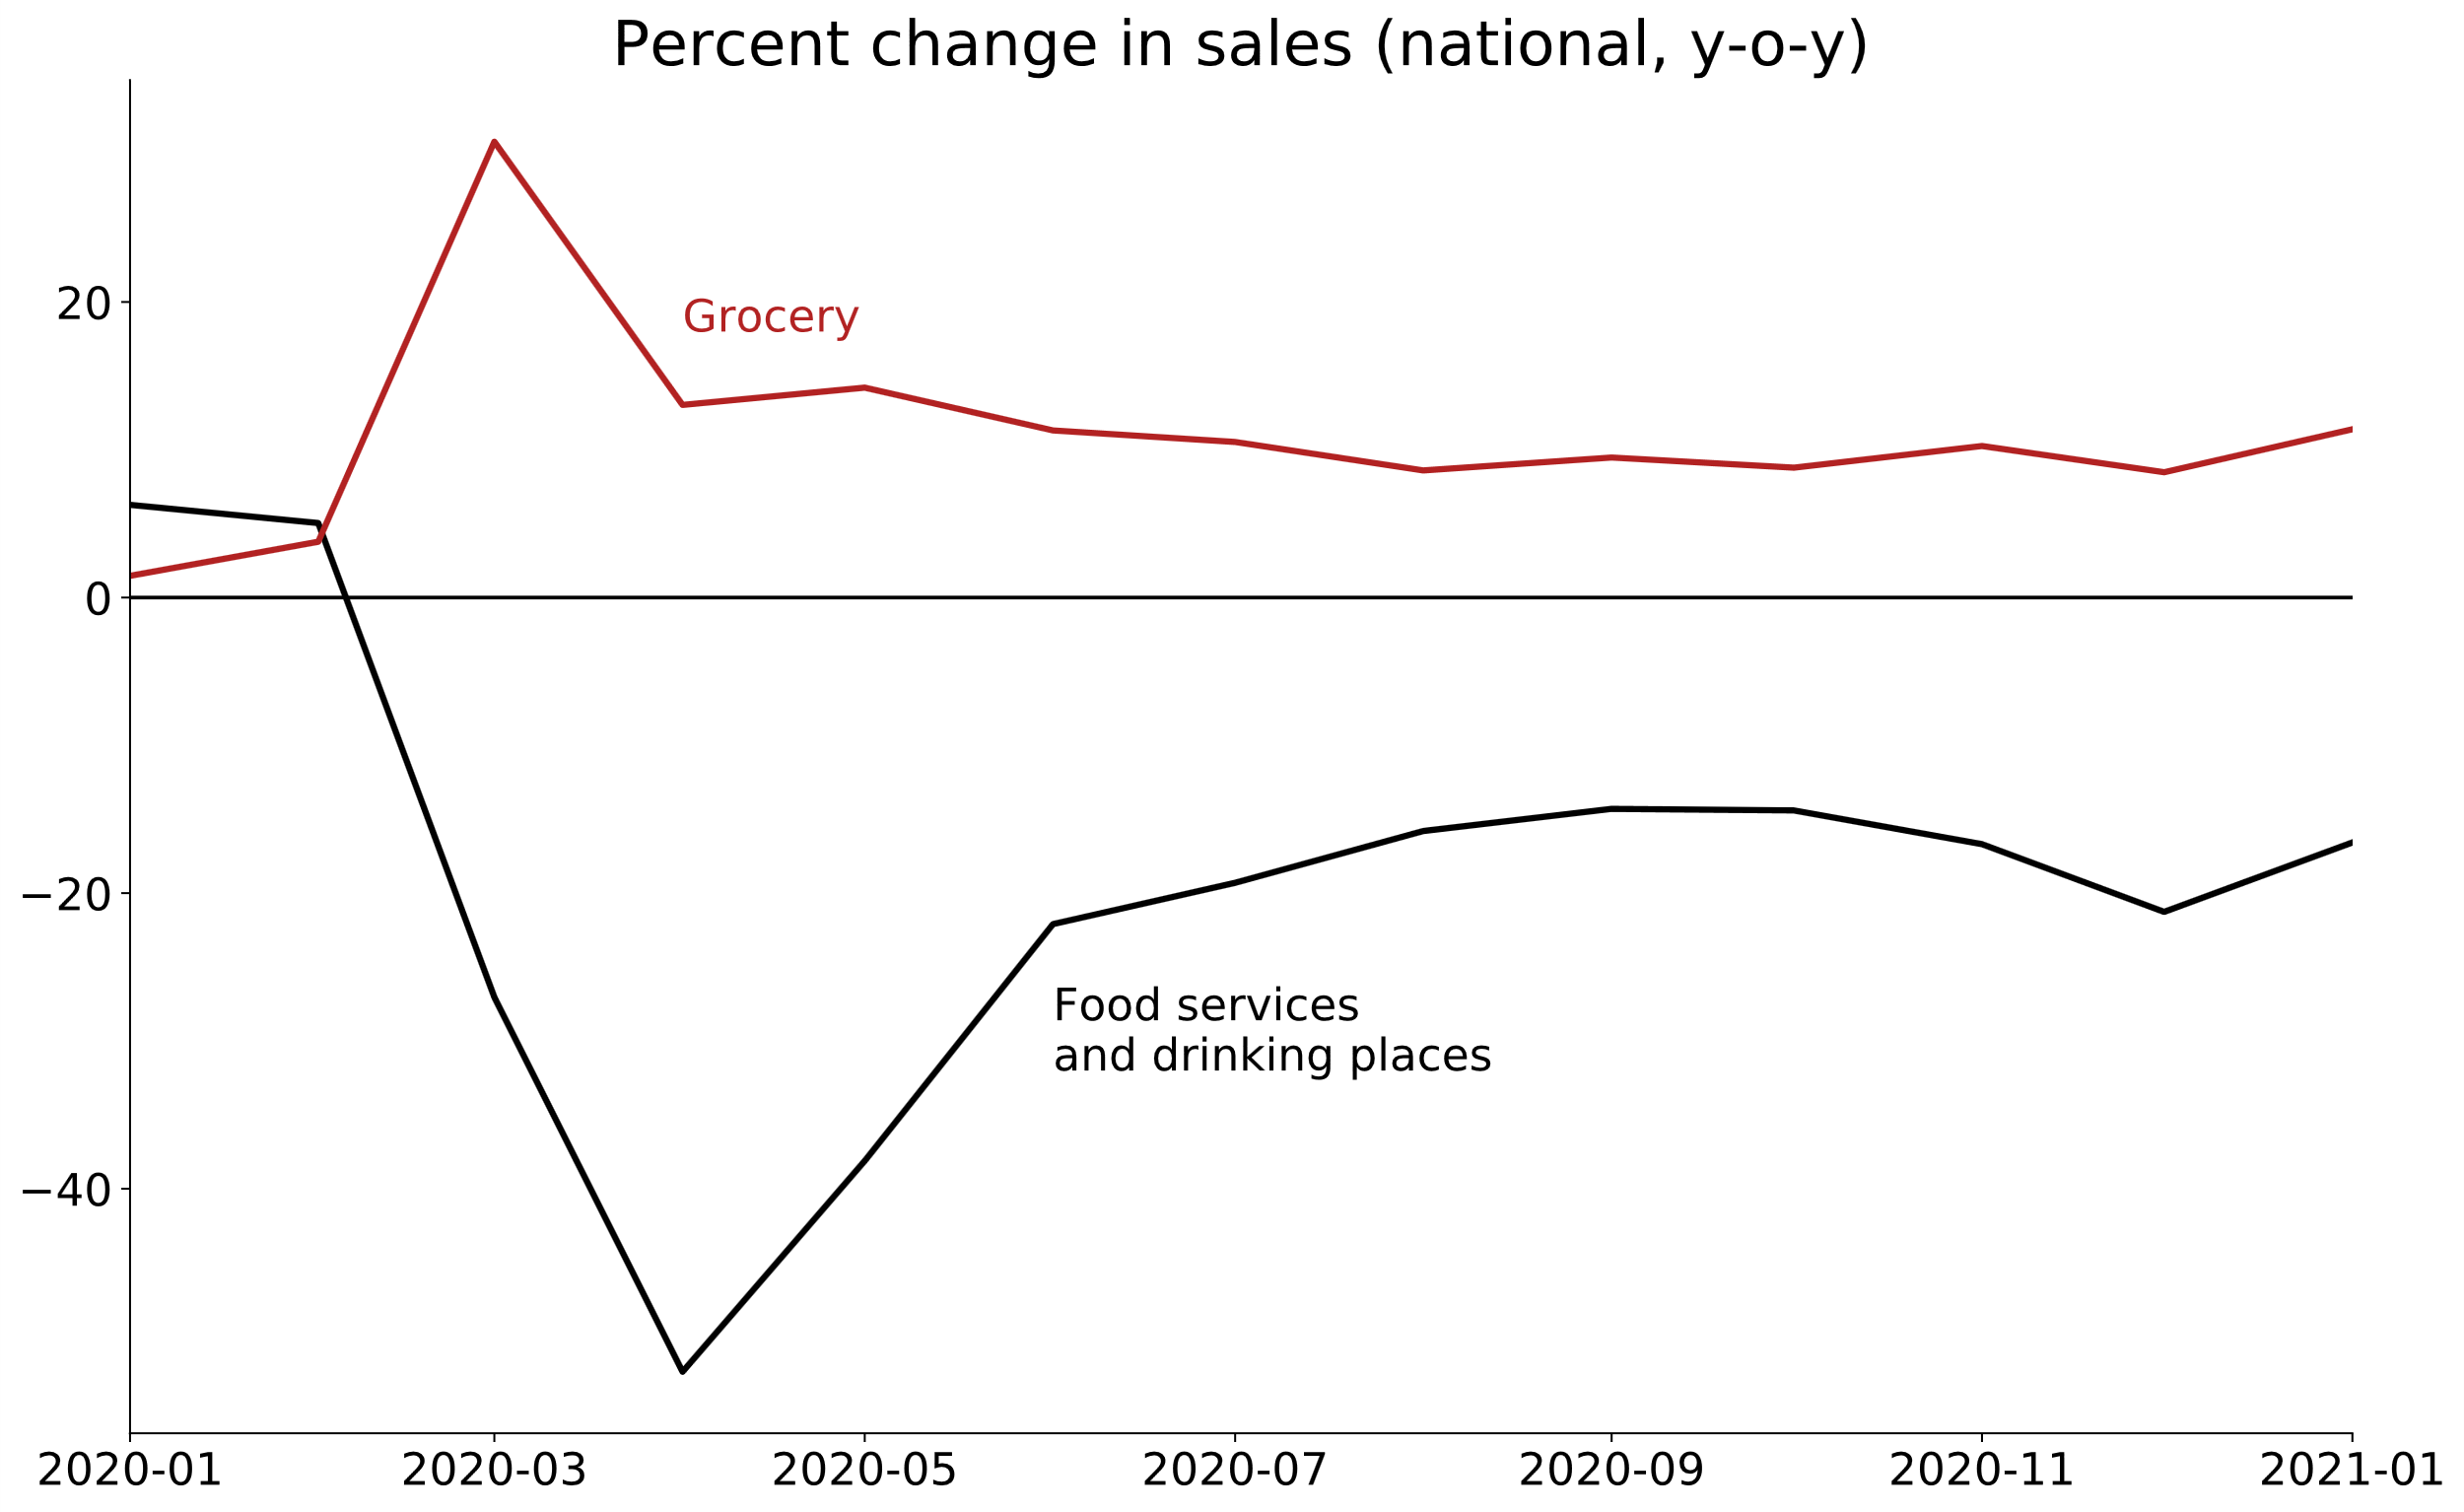 Percent change in sales (national, y-o-y)
20
Grocery
0
−20
Food services
and drinking places
−40
2020-01 2020-03 2020-05 2020-07 2020-09 2020-11 2021-01